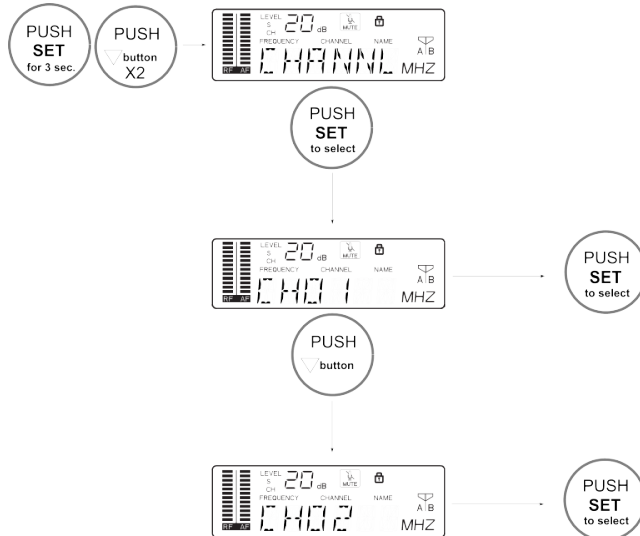 PUSH
SET
for 3 sec.
PUSH
button
X2
LEVEL
S
CH
20 dB
MUTE
FREQUENCY CHANNEL NAME
A B
CHANNL MHZ
RF AF
PUSH
SET
to select
LEVEL
S
CH
20 dB
MUTE
FREQUENCY CHANNEL NAME
A B
CH01 MHZ
RF AF
PUSH
SET
to select
PUSH
button
LEVEL
S
CH
20 dB
MUTE
FREQUENCY CHANNEL NAME
A B
CH02 MHZ
RF AF
PUSH
SET
to select